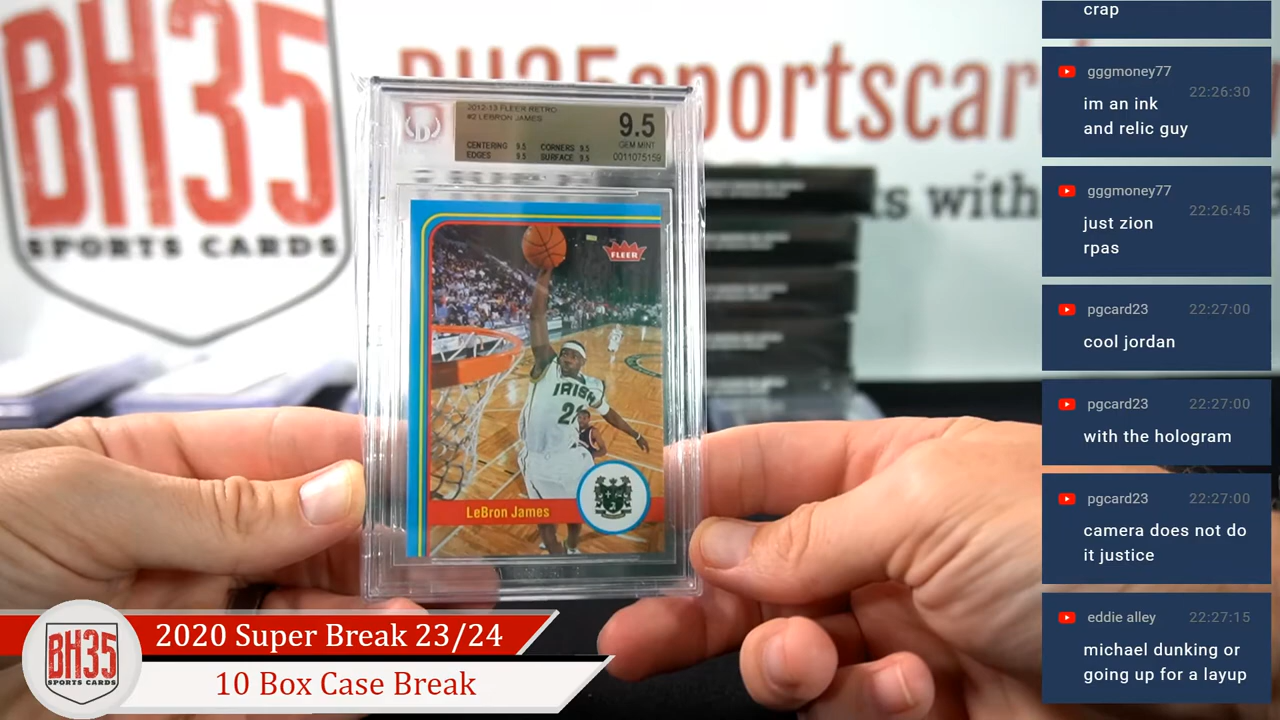 BH35
SPORTS CARDS
BH35sportscar
ts with
2012-13 FLEER RETRO
#2 LEBRON JAMES
9.5
GEM MINT
CENTERING 9.5 CORNERS 9.5
EDGES 9.5 SURFACE 9.5
0011075159
FLEER
IRISH
LeBron James
BH35
SPORTS CARDS
2020 Super Break 23/24
10 Box Case Break
crap
gggmoney77
22:26:30
im an ink
and relic guy
gggmoney77
22:26:45
just zion
rpas
pgcard23
22:27:00
cool jordan
pgcard23
22:27:00
with the hologram
pgcard23
22:27:00
camera does not do
it justice
eddie alley
22:27:15
michael dunking or
going up for a layup